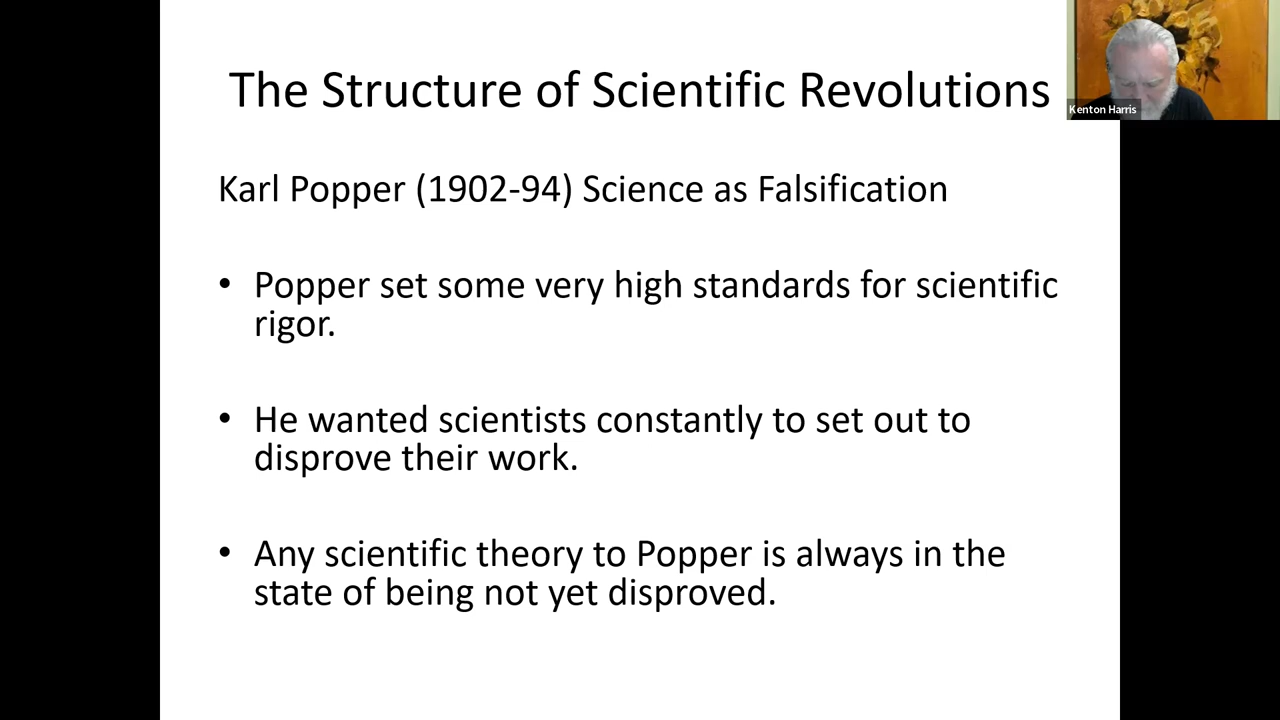 The Structure of Scientific Revolutions
Kenton Harris
Karl Popper (1902-94) Science as Falsification
• Popper set some very high standards for scientific
rigor.
• He wanted scientists constantly to set out to
disprove their work.
• Any scientific theory to Popper is always in the
state of being not yet disproved.